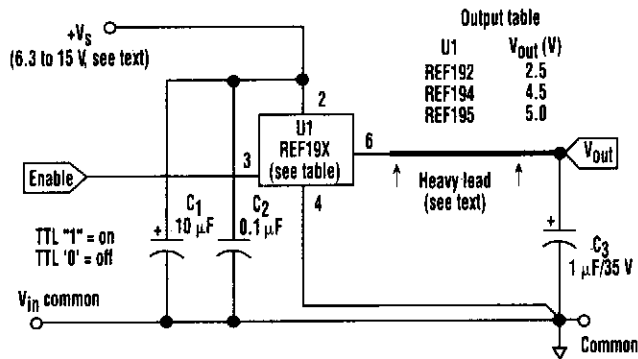 Output table
+Vs
(6.3 to 15 V, see text)
U1 Vout (V)
REF192 2.5
REF194 4.5
REF195 5.0
2
U1
REF19X
(see table)
3
6
4
Enable
Vout
Heavy lead
(see text)
C1
10 µF
+
C2
0.1 µF
TTL "1" = on
TTL '0' = off
+
C3
1 µF/35 V
Vin common
Common